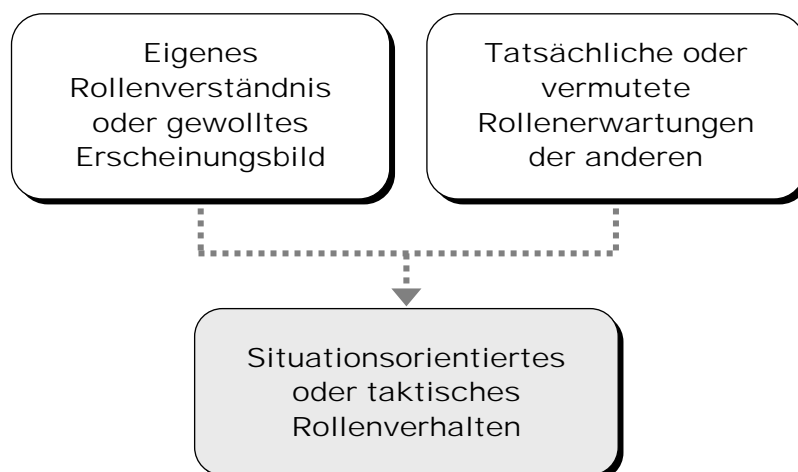 Eigenes
Rollenverständnis
oder gewolltes
Erscheinungsbild
Tatsächliche oder
vermutete
Rollenerwartungen
der anderen
Situationsorientiertes
oder taktisches
Rollenverhalten